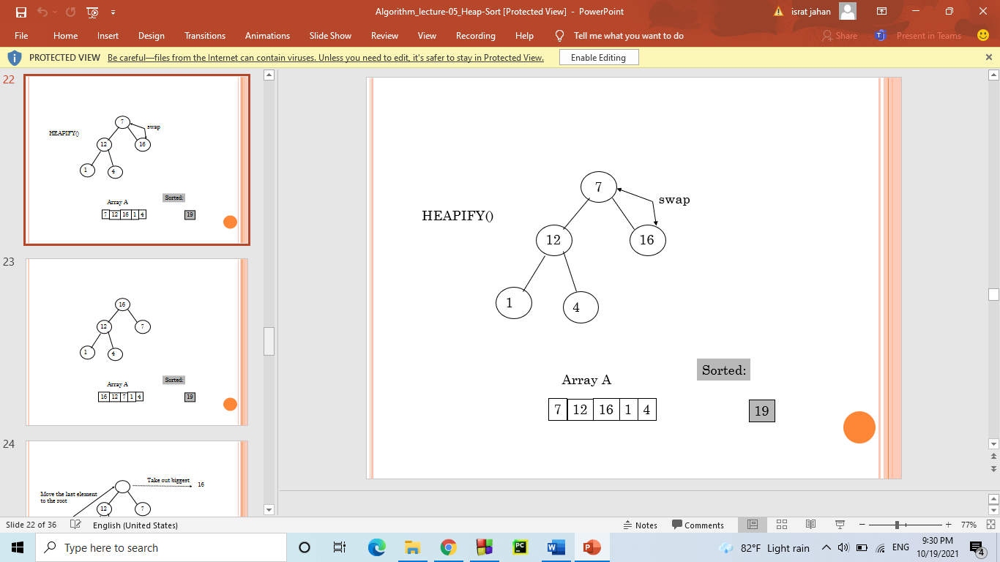 Algorithm_lecture-05_Heap-Sort [Protected View] - PowerPoint
israt jahan
File Home Insert Design Transitions Animations Slide Show Review View Recording Help Tell me what you want to do
Share Present in Teams
PROTECTED VIEW Be careful—files from the Internet can contain viruses. Unless you need to edit, it's safer to stay in Protected View. Enable Editing
22
7
swap
HEAPIFY()
12 16
1 4
Sorted:
Array A
7 12 16 1 4
19
23
16
12 7
1 4
Sorted:
Array A
16 12 7 1 4
19
24
Take out biggest 16
Move the last element
to the root
12 7
7
swap
HEAPIFY()
12 16
1 4
Sorted:
Array A
7 12 16 1 4
19
Slide 22 of 36 English (United States) Notes Comments 77%
Type here to search
PC
82°F Light rain ENG
9:30 PM
10/19/2021
4